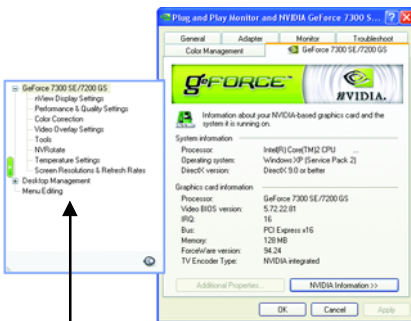 Plug and Play Monitor and NVIDIA GeForce 7300 S...
General Adapter Monitor Troubleshoot
Color Management GeForce 7300 SE/7200 GS
GEFORCE
NVIDIA.
Information about your NVIDIA-based graphics card and the
system it is running on.
System information
Processor: Intel(R) Core(TM)2 CPU ...
Operating system: Windows XP (Service Pack 2)
DirectX version: DirectX 9.0 or better
Graphics card information
Processor: GeForce 7300 SE/7200 GS
Video BIOS version: 5.72.22.81
IRQ: 16
Bus: PCI Express x16
Memory: 128 MB
ForceWare version: 94.24
TV Encoder Type: NVIDIA integrated
Additional Properties... NVIDIA Information >>
OK Cancel Apply
GeForce 7300 SE/7200 GS
nView Display Settings
Performance & Quality Settings
Color Correction
Video Overlay Settings
Tools
NVRotate
Temperature Settings
Screen Resolutions & Refresh Rates
Desktop Management
Menu Editing